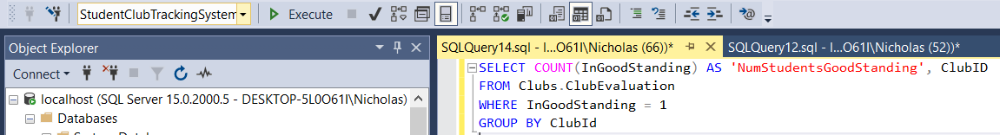 StudentClubTrackingSystem
Execute
Object Explorer
Connect
localhost (SQL Server 15.0.2000.5 - DESKTOP-5L0O61I\Nicholas)
Databases
SQLQuery14.sql - l...O61I\Nicholas (66))*
SQLQuery12.sql - l...O61I\Nicholas (52))*
SELECT COUNT(InGoodStanding) AS 'NumStudentsGoodStanding', ClubID
FROM Clubs.ClubEvaluation
WHERE InGoodStanding = 1
GROUP BY ClubId